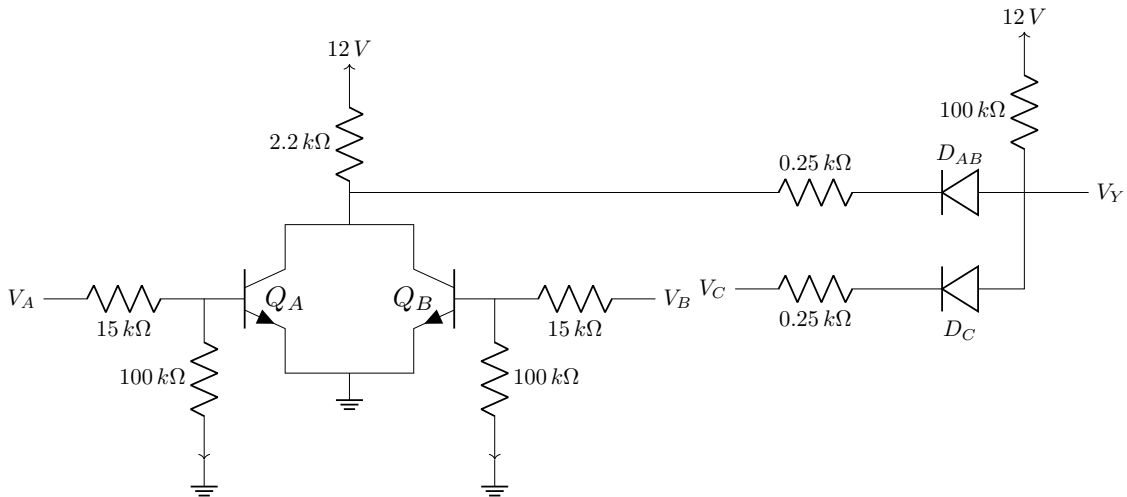 12 V
12 V
2.2 kΩ
100 kΩ
D_AB
0.25 kΩ
V_Y
V_A
15 kΩ
Q_A
Q_B
15 kΩ
V_B
V_C
0.25 kΩ
D_C
100 kΩ
100 kΩ